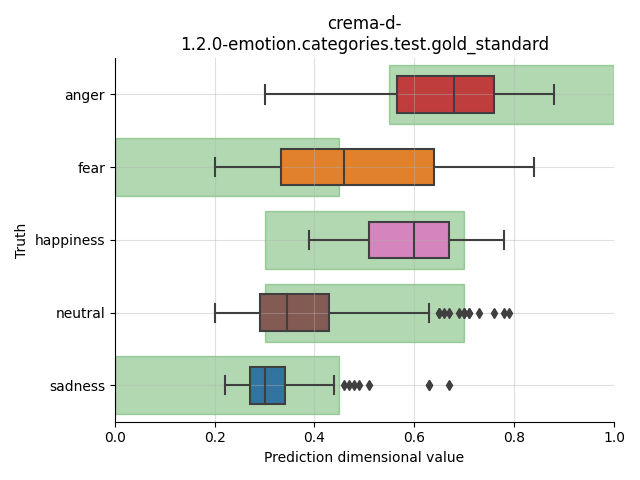 crema-d-
1.2.0-emotion.categories.test.gold_standard
Truth
anger
fear
happiness
neutral
sadness
0.0 0.2 0.4 0.6 0.8 1.0
Prediction dimensional value